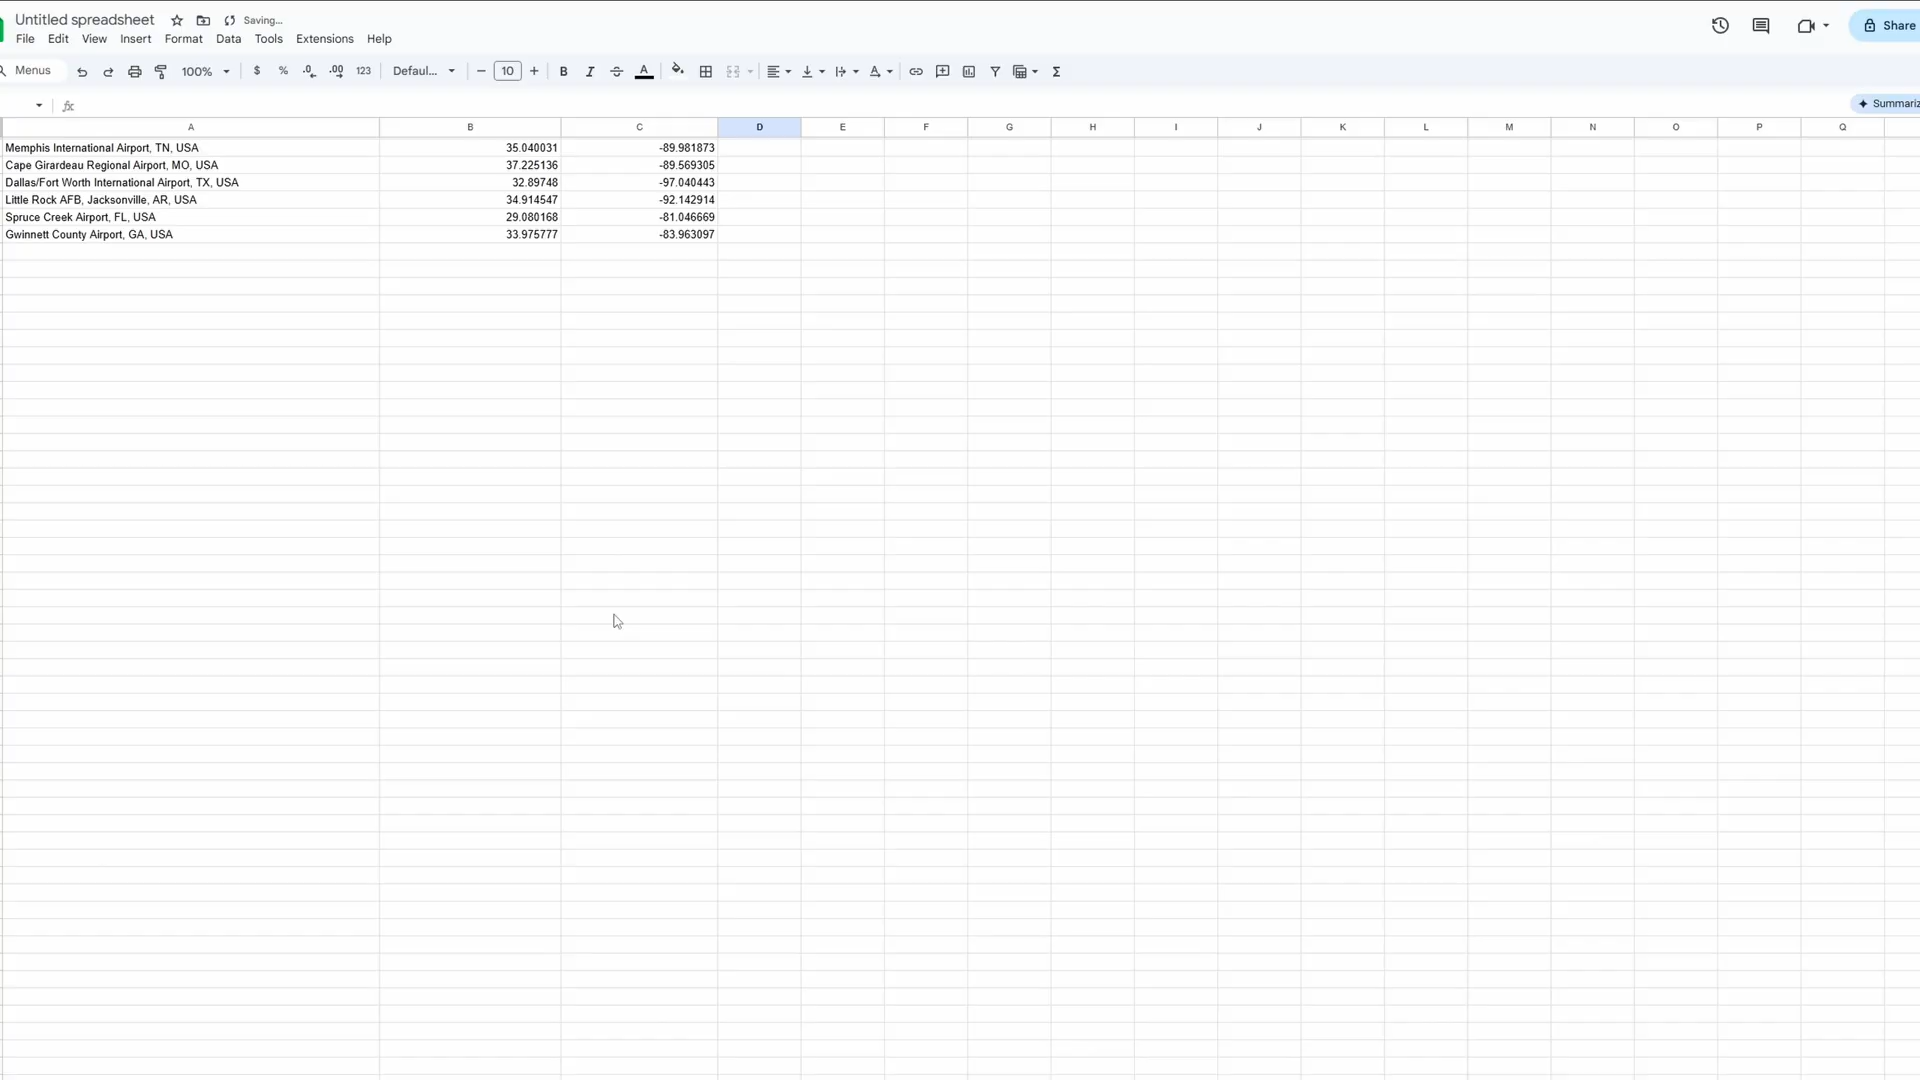 Untitled spreadsheet Saving...
File Edit View Insert Format Data Tools Extensions Help
Share
Menus 100% $ % .0 .00 123 Defaul... − 10 + B I A Σ
fx
Summariz
A B C D E F G H I J K L M N O P Q
Memphis International Airport, TN, USA 35.040031 -89.981873
Cape Girardeau Regional Airport, MO, USA 37.225136 -89.569305
Dallas/Fort Worth International Airport, TX, USA 32.89748 -97.040443
Little Rock AFB, Jacksonville, AR, USA 34.914547 -92.142914
Spruce Creek Airport, FL, USA 29.080168 -81.046669
Gwinnett County Airport, GA, USA 33.975777 -83.963097